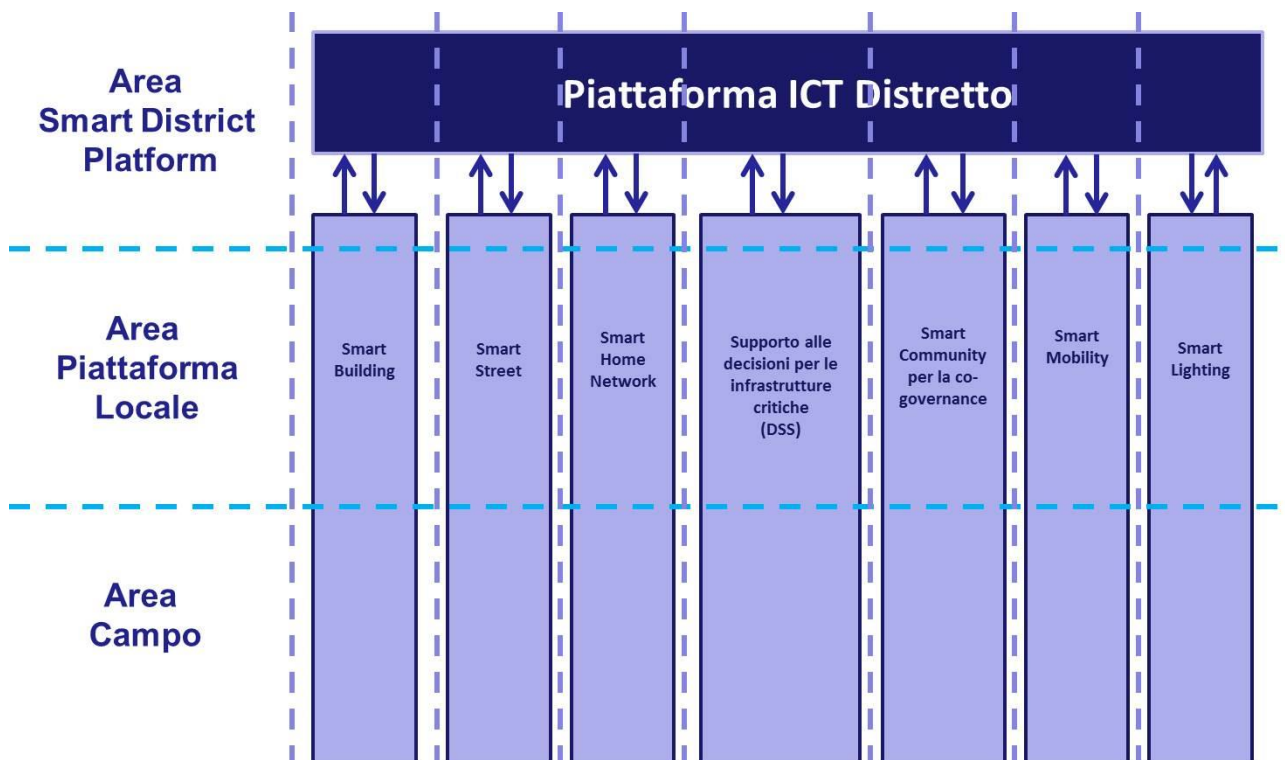 Area
Smart District
Platform
Piattaforma ICT Distretto
Area
Piattaforma
Locale
Smart
Building
Smart
Street
Smart
Home
Network
Supporto alle
decisioni per le
infrastrutture
critiche
(DSS)
Smart
Community
per la co-
governance
Smart
Mobility
Smart
Lighting
Area
Campo